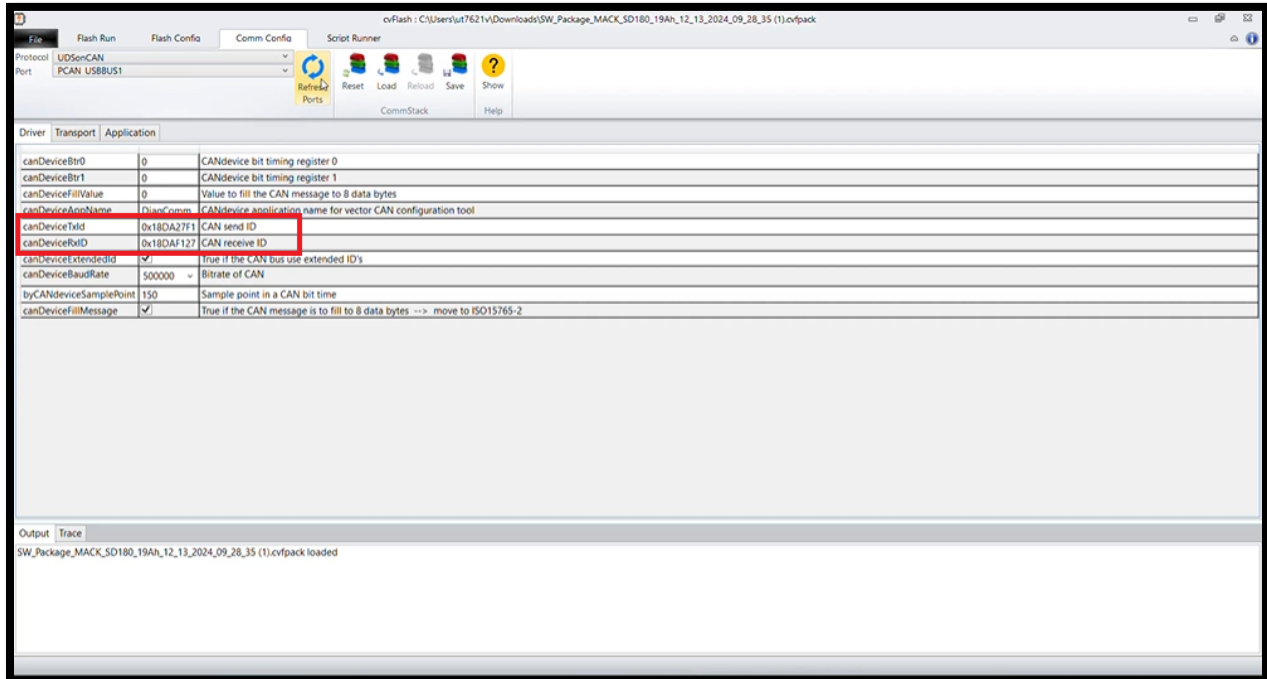 cvFlash : C:\Users\ut7621v\Downloads\SW_Package_MACK_SD180_19Ah_12_13_2024_09_28_35 (1).cvfpack
File Flash Run Flash Config Comm Config Script Runner
Protocol UDSonCAN
Port PCAN_USBBUS1
Refresh Ports
Reset Load Reload Save Show
CommStack Help
Driver Transport Application
canDeviceBtr0 0 CANdevice bit timing register 0
canDeviceBtr1 0 CANdevice bit timing register 1
canDeviceFillValue 0 Value to fill the CAN message to 8 data bytes
canDeviceAppName DiagComm CANdevice application name for vector CAN configuration tool
canDeviceTxId 0x18DA27F1 CAN send ID
canDeviceRxID 0x18DAF127 CAN receive ID
canDeviceExtendedId True if the CAN bus use extended ID's
canDeviceBaudRate 500000 Bitrate of CAN
byCANdeviceSamplePoint 150 Sample point in a CAN bit time
canDeviceFillMessage True if the CAN message is to fill to 8 data bytes --> move to ISO15765-2
Output Trace
SW_Package_MACK_SD180_19Ah_12_13_2024_09_28_35 (1).cvfpack loaded